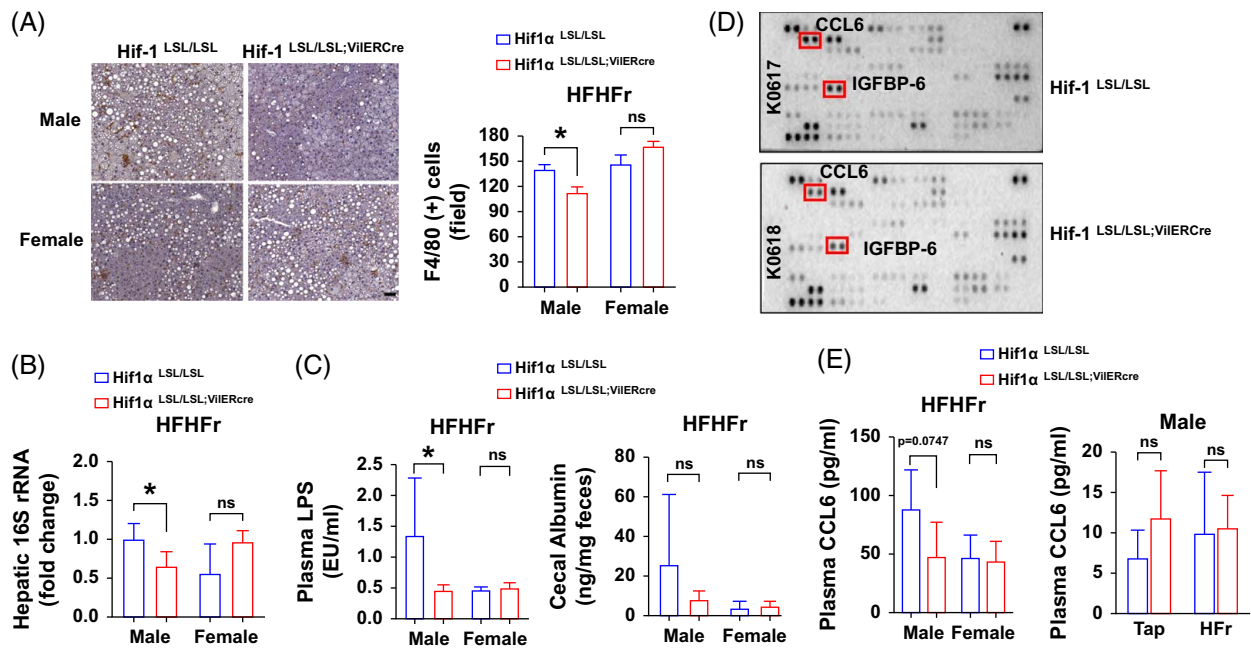 (A)
Hif-1 LSL/LSL
Hif-1 LSL/LSL;VilERCre
Male
Female
Hif1α LSL/LSL
Hif1α LSL/LSL;VilERcre
HFHFr
*
ns
180
150
120
90
60
30
0
F4/80 (+) cells
(field)
Male
Female
(D)
CCL6
IGFBP-6
K0617
Hif-1 LSL/LSL
CCL6
IGFBP-6
K0618
Hif-1 LSL/LSL;VilERCre
(B)
Hif1α LSL/LSL
Hif1α LSL/LSL;VilERcre
HFHFr
*
ns
2.0
1.5
1.0
0.5
0.0
Hepatic 16S rRNA
(fold change)
Male Female
(C)
Hif1α LSL/LSL
Hif1α LSL/LSL;VilERcre
HFHFr
*
ns
2.5
2.0
1.5
1.0
0.5
0.0
Plasma LPS
(EU/ml)
Male
Female
HFHFr
ns
ns
80
60
40
20
0
Cecal Albumin
(ng/mg feces)
Male
Female
(E)
Hif1α LSL/LSL
Hif1α LSL/LSL;VilERcre
HFHFr
p=0.0747
ns
150
100
50
0
Plasma CCL6 (pg/ml)
Male Female
Male
ns
ns
20
15
10
5
0
Plasma CCL6 (pg/ml)
Tap
HFr